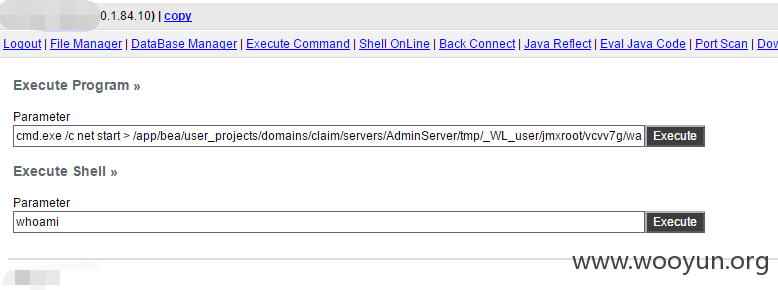 0.1.84.10) | copy
Logout | File Manager | DataBase Manager | Execute Command | Shell OnLine | Back Connect | Java Reflect | Eval Java Code | Port Scan | Dow
Execute Program »
Parameter
cmd.exe /c net start > /app/bea/user_projects/domains/claim/servers/AdminServer/tmp/_WL_user/jmxroot/vcvv7g/wa Execute
Execute Shell »
Parameter
whoami Execute
www.wooyun.org